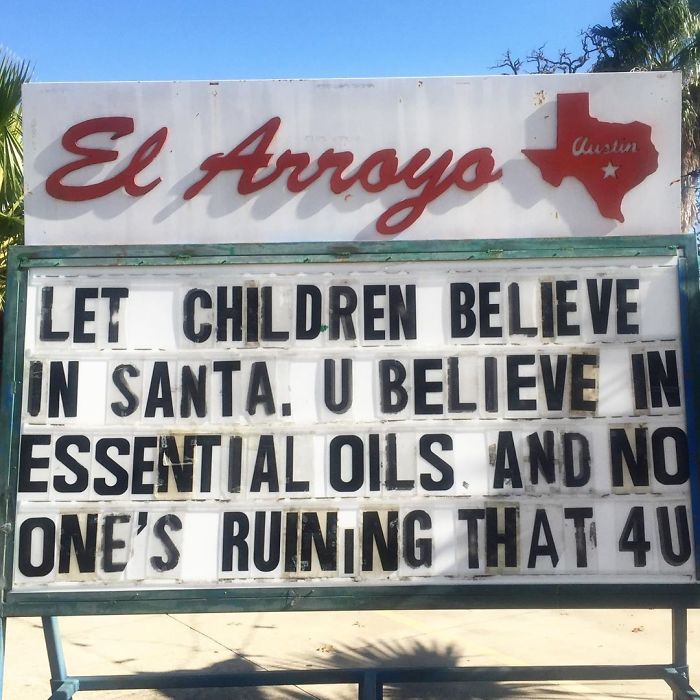 El Arroyo
Austin
LET CHILDREN BELIEVE
IN SANTA. U BELIEVE IN
ESSENTIAL OILS AND NO
ONE'S RUINING THAT 4U